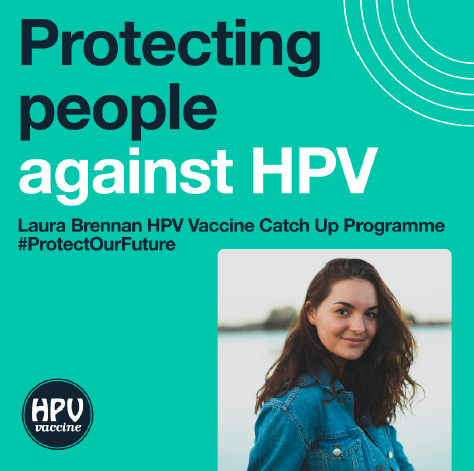 Protecting
people
against HPV
Laura Brennan HPV Vaccine Catch Up Programme
#ProtectOurFuture
HPV
vaccine